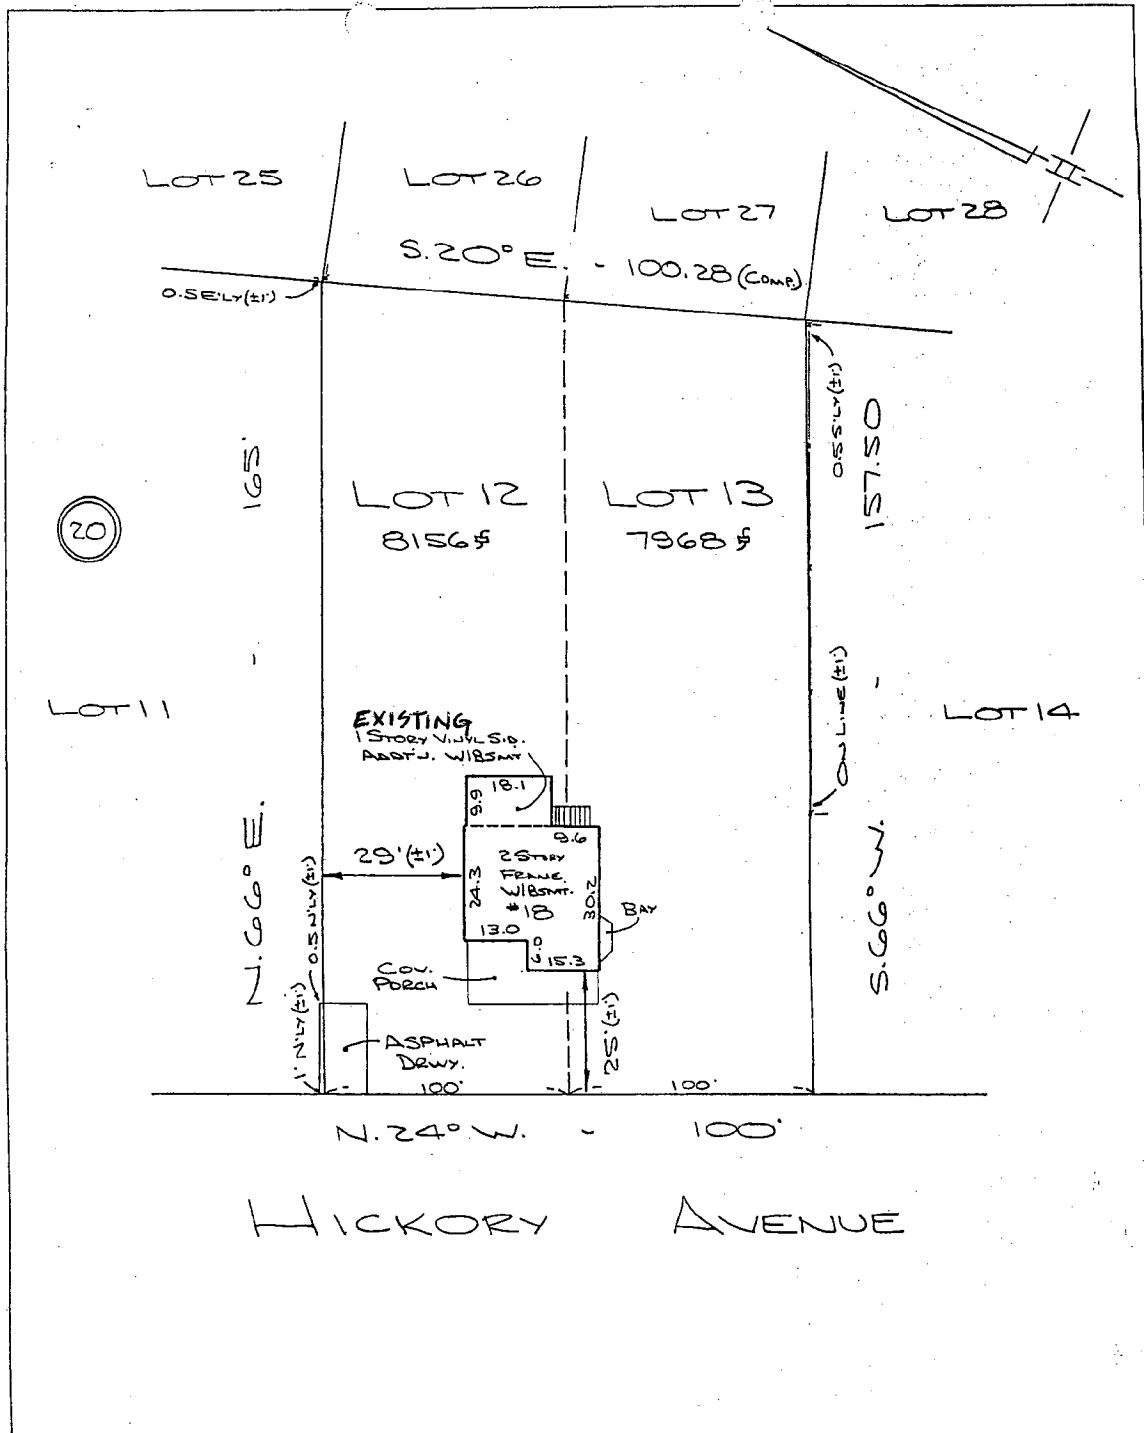 LOT 25
LOT 26
LOT 27
LOT 28
S. 20° E. - 100.28 (COMP.)
0.5 E'LY (±1')
0.5 S'LY (±1')
165'
157.50
20
LOT 12
8156
LOT 13
7968
LOT 11
-
ON LINE (±1')
-
LOT 14
EXISTING
1 STORY VINYL SID.
ADDT'N. W/BSMT
18.1
9.9
9.6
29' (±1')
2 STORY
FRAME
W/BSMT.
#18
24.3
30.2
13.0
6.0
15.3
BAY
N. 66° E.
S. 66° W.
0.5 N'LY (±1')
COV.
PORCH
1' N'LY (±1')
ASPHALT
DRWY.
25' (±1')
100'
100'
N. 24° W. - 100'
HICKORY AVENUE